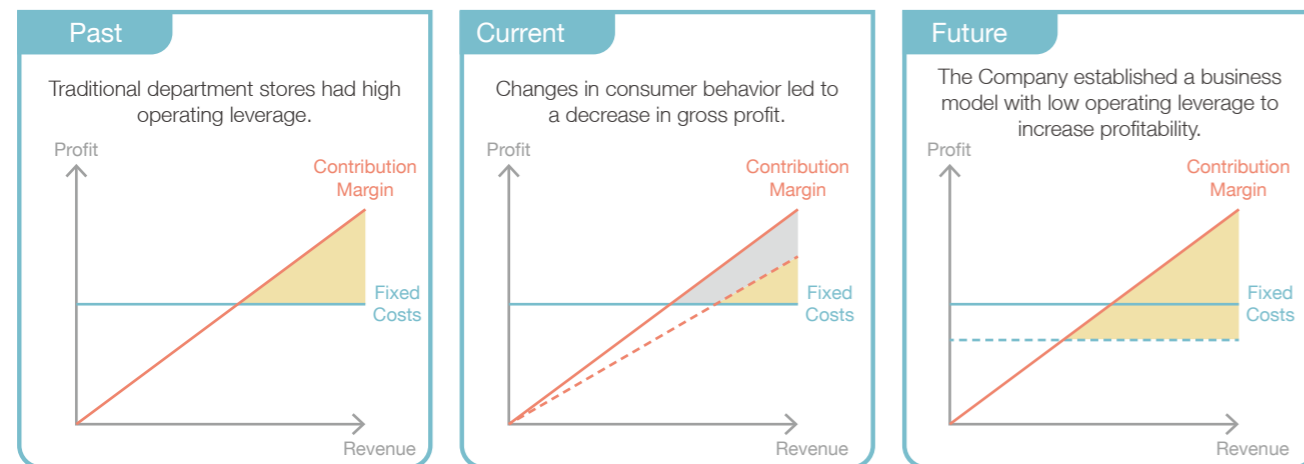 Past
Traditional department stores had high
operating leverage.
Profit
Contribution
Margin
Fixed
Costs
Revenue
Current
Changes in consumer behavior led to
a decrease in gross profit.
Profit
Contribution
Margin
Fixed
Costs
Revenue
Future
The Company established a business
model with low operating leverage to
increase profitability.
Profit
Contribution
Margin
Fixed
Costs
Revenue